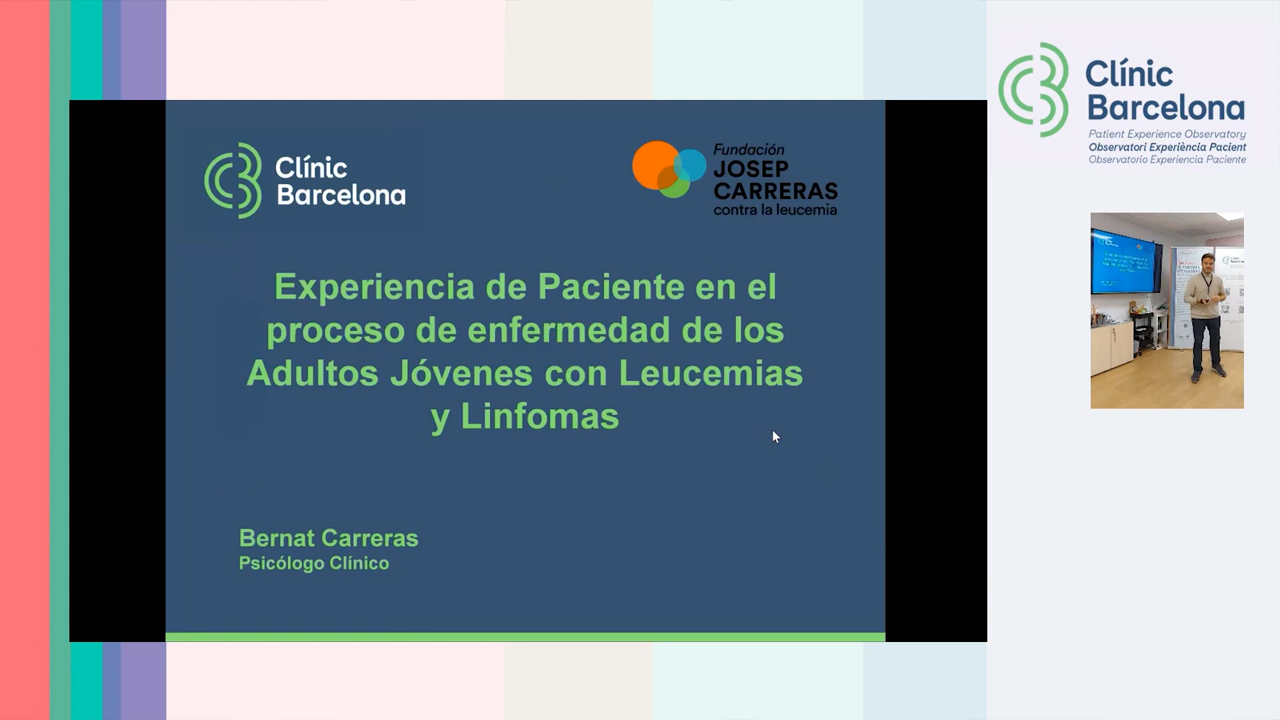 Clínic
Barcelona
Fundación
JOSEP
CARRERAS
contra la leucemia
Experiencia de Paciente en el
proceso de enfermedad de los
Adultos Jóvenes con Leucemias
y Linfomas
Bernat Carreras
Psicólogo Clínico
Clínic
Barcelona
Patient Experience Observatory
Observatori Experiència Pacient
Observatorio Experiencia Paciente